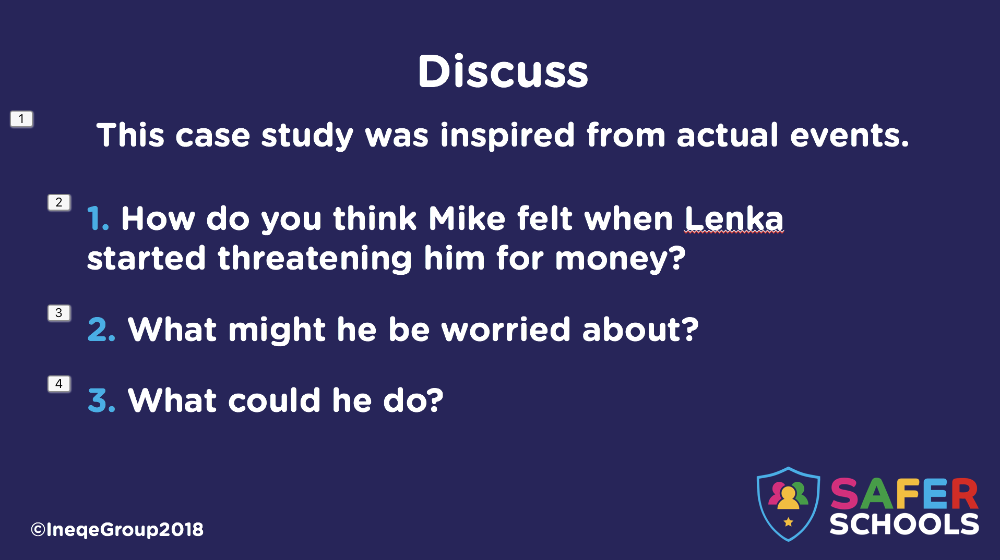 Discuss
1
This case study was inspired from actual events.
2
1. How do you think Mike felt when Lenka
started threatening him for money?
3
2. What might he be worried about?
4
3. What could he do?
SAFER
SCHOOLS
©IneqeGroup2018